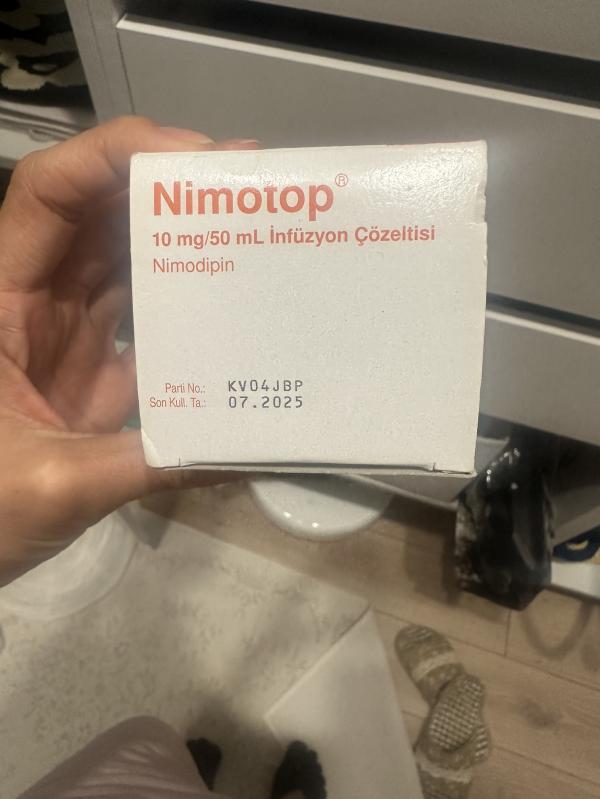 Nimotop®
10 mg/50 mL İnfüzyon Çözeltisi
Nimodipin
Parti No.: KV04JBP
Son Kull. Ta.: 07.2025